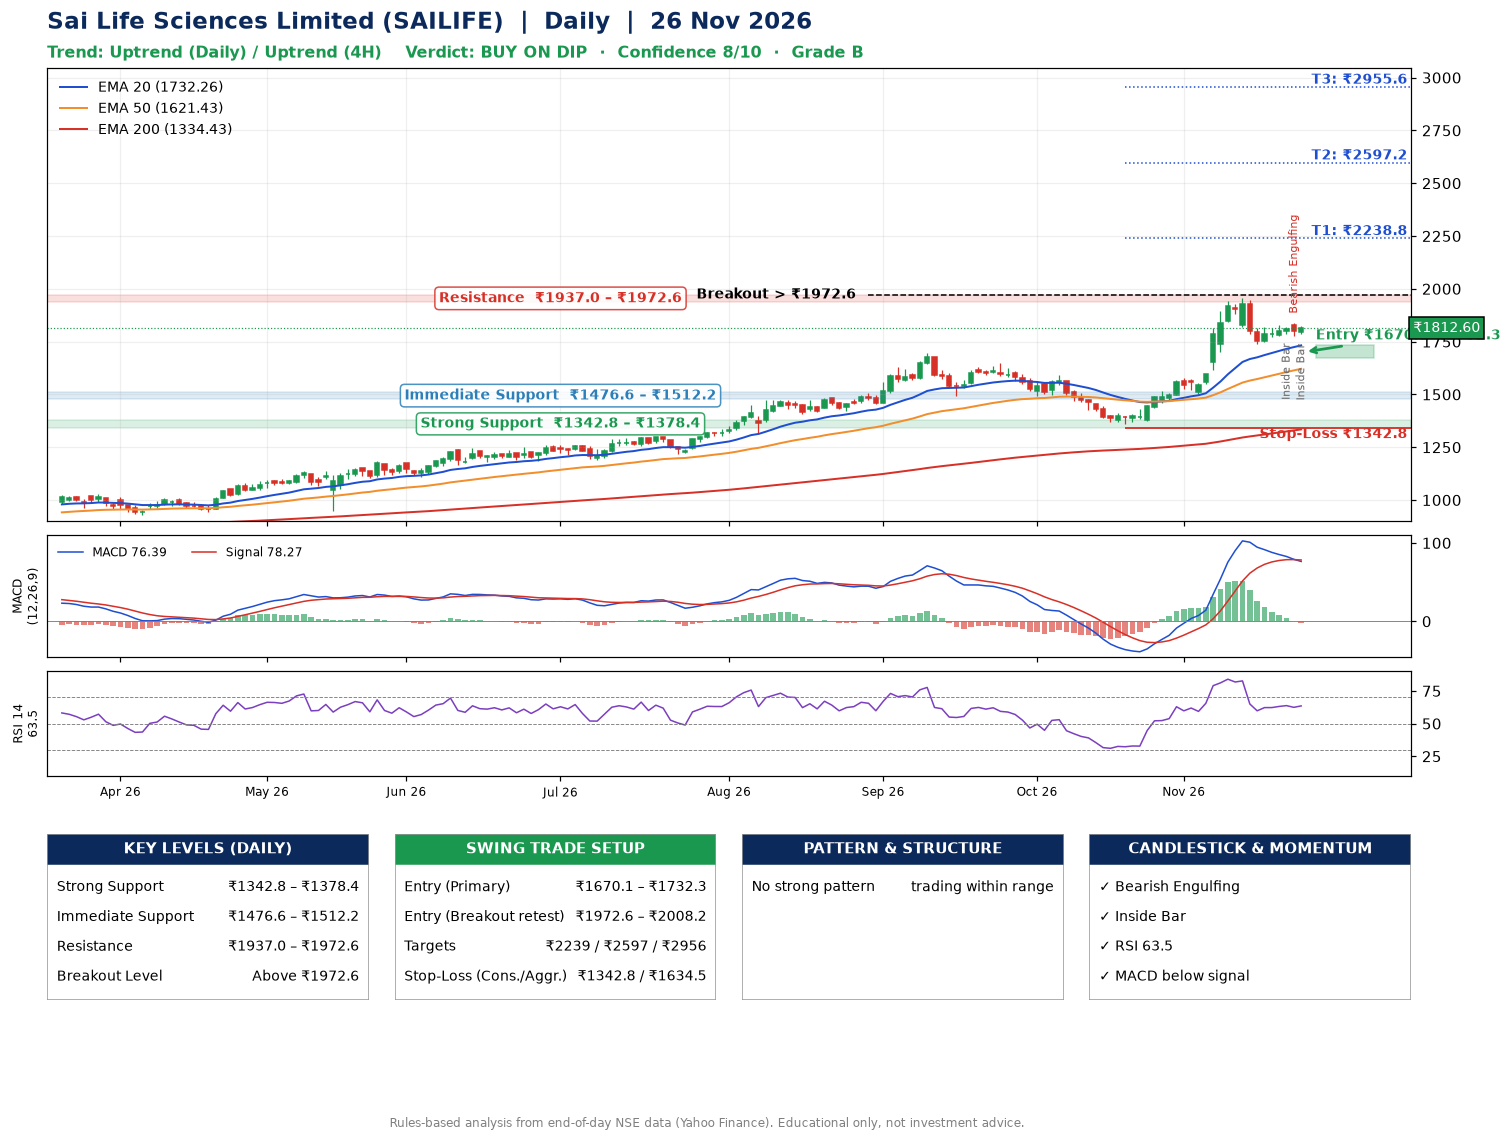 Sai Life Sciences Limited (SAILIFE) | Daily | 26 Nov 2026
Trend: Uptrend (Daily) / Uptrend (4H) Verdict: BUY ON DIP · Confidence 8/10 · Grade B
EMA 20 (1732.26)
EMA 50 (1621.43)
EMA 200 (1334.43)
T3: ₹2955.6
T2: ₹2597.2
T1: ₹2238.8
Bearish Engulfing
Resistance ₹1937.0 – ₹1972.6
Breakout > ₹1972.6
₹1812.60
Entry ₹1670 .3
Inside Bar
Inside Bar
Immediate Support ₹1476.6 – ₹1512.2
Strong Support ₹1342.8 – ₹1378.4
Stop-Loss ₹1342.8
3000
2750
2500
2250
2000
1750
1500
1250
1000
MACD 76.39
Signal 78.27
MACD
(12,26,9)
100
0
RSI 14
63.5
75
50
25
Apr 26
May 26
Jun 26
Jul 26
Aug 26
Sep 26
Oct 26
Nov 26
KEY LEVELS (DAILY)
Strong Support ₹1342.8 – ₹1378.4
Immediate Support ₹1476.6 – ₹1512.2
Resistance ₹1937.0 – ₹1972.6
Breakout Level Above ₹1972.6
SWING TRADE SETUP
Entry (Primary) ₹1670.1 – ₹1732.3
Entry (Breakout retest) ₹1972.6 – ₹2008.2
Targets ₹2239 / ₹2597 / ₹2956
Stop-Loss (Cons./Aggr.) ₹1342.8 / ₹1634.5
PATTERN & STRUCTURE
No strong pattern trading within range
CANDLESTICK & MOMENTUM
✓ Bearish Engulfing
✓ Inside Bar
✓ RSI 63.5
✓ MACD below signal
Rules-based analysis from end-of-day NSE data (Yahoo Finance). Educational only, not investment advice.